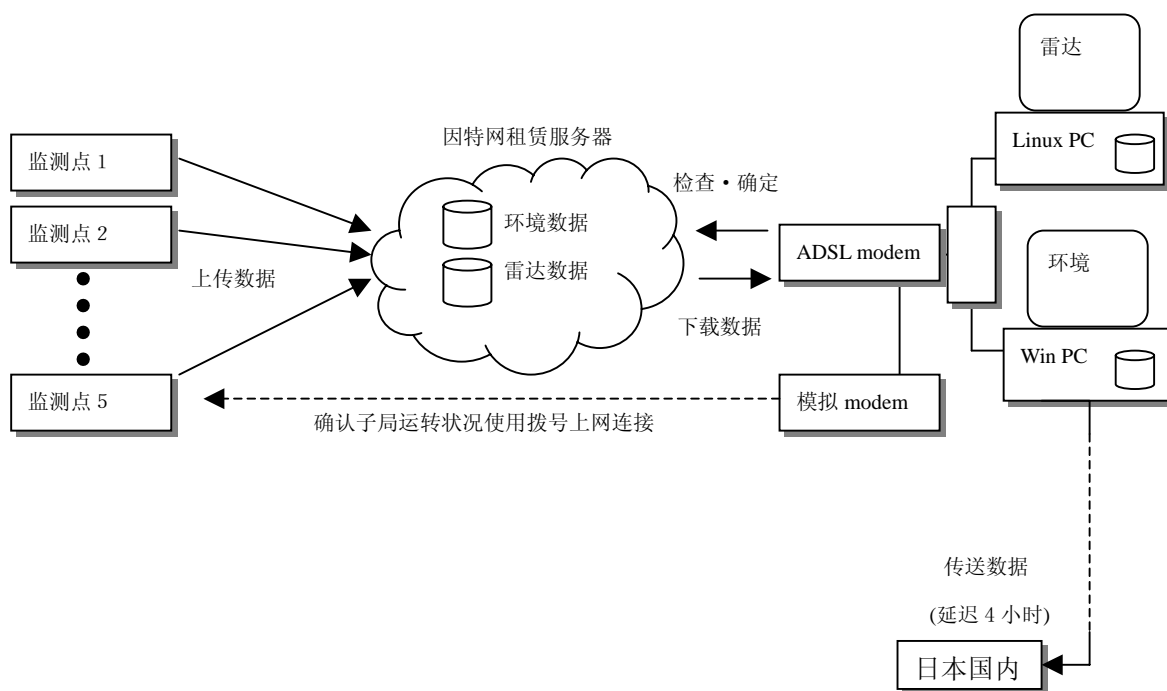 雷达
Linux PC
因特网租赁服务器
监测点 1
检查·确定
监测点 2
环境数据
ADSL modem
环境
上传数据
雷达数据
下载数据
Win PC
监测点 5
模拟 modem
确认子局运转状况使用拨号上网连接
传送数据
(延迟 4 小时)
日本国内